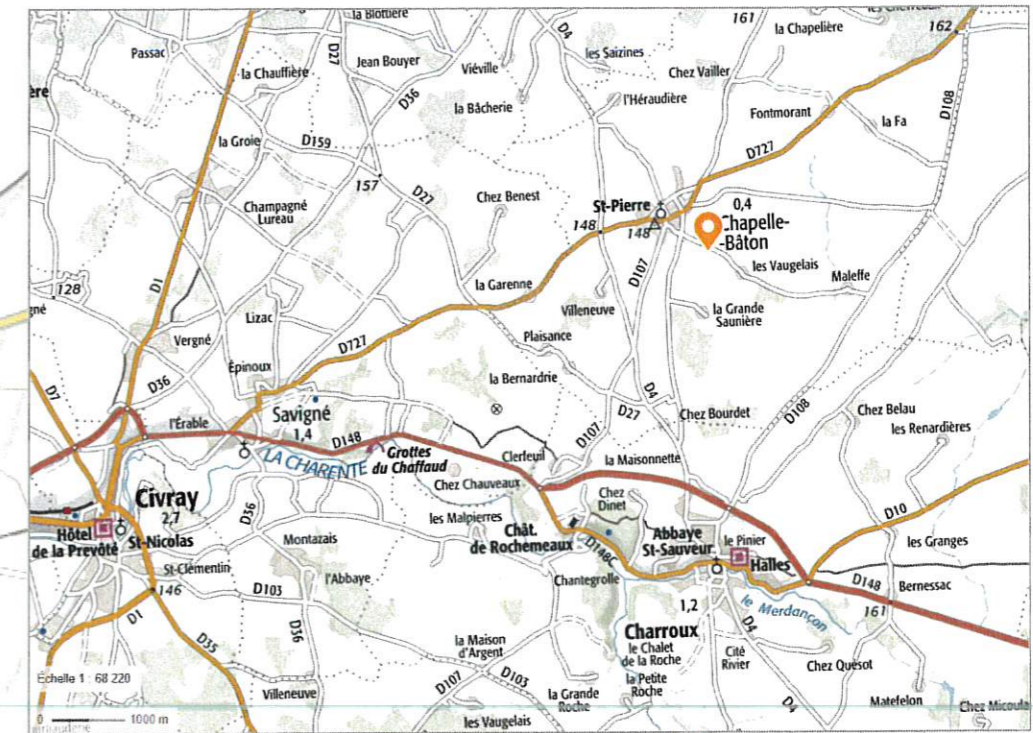 la Blottière
161
la Chapelière
162
Passac
D27
Jean Bouyer
D4
les Saizines
Viéville
Chez Vailler
la Chauffière
D36
la Bâcherie
l'Héraudière
Fontmorant
D108
la Fa
la Groie
D159
D727
157
D27
Chez Benest
St-Pierre
0,4
Champagné
Lureau
148
148
Chapelle-
-Bâton
128
D1
la Garenne
D107
les Vaugelais
Maleffe
Villeneuve
la Grande
Saunière
Lizac
Vergné
D727
Plaisance
Épinoux
D36
la Bernardrie
D7
D27
D4
Chez Bourdet
D108
Chez Belau
les Renardières
l'Érable
Savigné
1,4
D148
Grottes
du Chaffaud
LA CHARENTE
D107
Clerfeuil
la Maisonnette
Chez Chauveaux
Civray
2,7
D36
les Malpierres
Chez
Dinet
D10
Hôtel
de la Prevôté
St-Nicolas
Montazais
Chât.
de Rochemeaux
D148C
Abbaye
St-Sauveur
le Pinier
Halles
les Granges
St-Clémentin
l'Abbaye
Chantegrolle
D148
Bernessac
146
D103
1,2
le Merdançon
161
D1
D35
D36
la Maison
d'Argent
Charroux
le Chalet
de la Roche
D4
Cité
Rivier
Chez Quésot
Échelle 1 : 68 220
Villeneuve
D107
D103
la Grande
Roche
la Petite
Roche
Matefelon
D4
0
1000 m
les Vaugelais
Chez Micoula